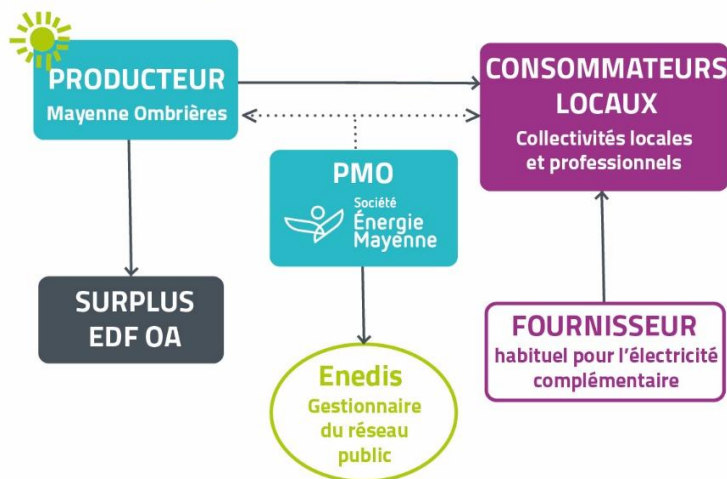 PRODUCTEUR
Mayenne Ombrières
CONSOMMATEURS
LOCAUX
Collectivités locales
et professionnels
PMO
Société
Énergie
Mayenne
SURPLUS
EDF OA
FOURNISSEUR
habituel pour l'électricité
complémentaire
Enedis
Gestionnaire
du réseau
public